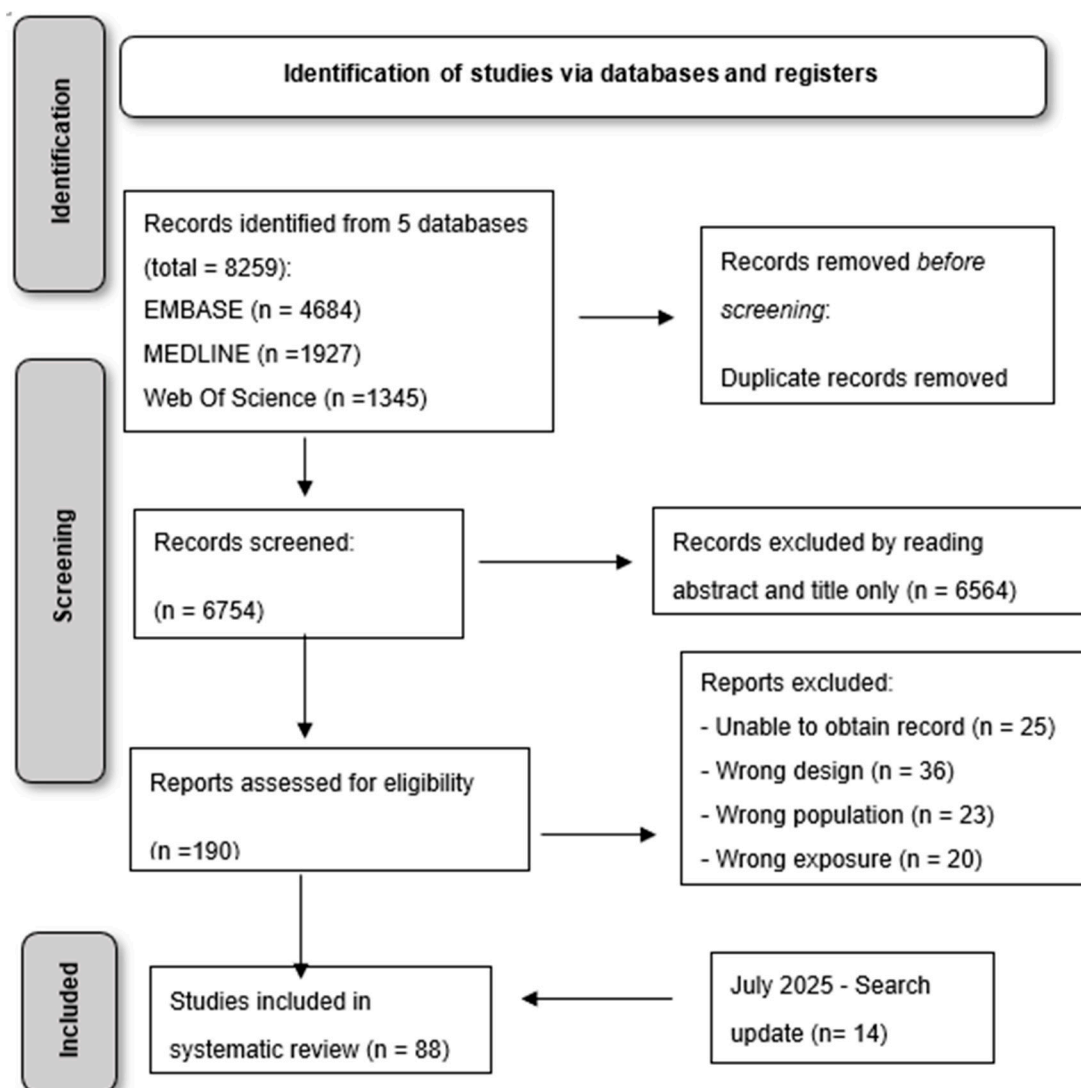 Identification
Identification of studies via databases and registers
Records identified from 5 databases
(total = 8259):
EMBASE (n = 4684)
MEDLINE (n =1927)
Web Of Science (n =1345)
Records removed before
screening:
Duplicate records removed
Screening
Records screened:
(n = 6754)
Records excluded by reading
abstract and title only (n = 6564)
Reports assessed for eligibility
(n =190)
Reports excluded:
- Unable to obtain record (n = 25)
- Wrong design (n = 36)
- Wrong population (n = 23)
- Wrong exposure (n = 20)
Included
Studies included in
systematic review (n = 88)
July 2025 - Search
update (n= 14)